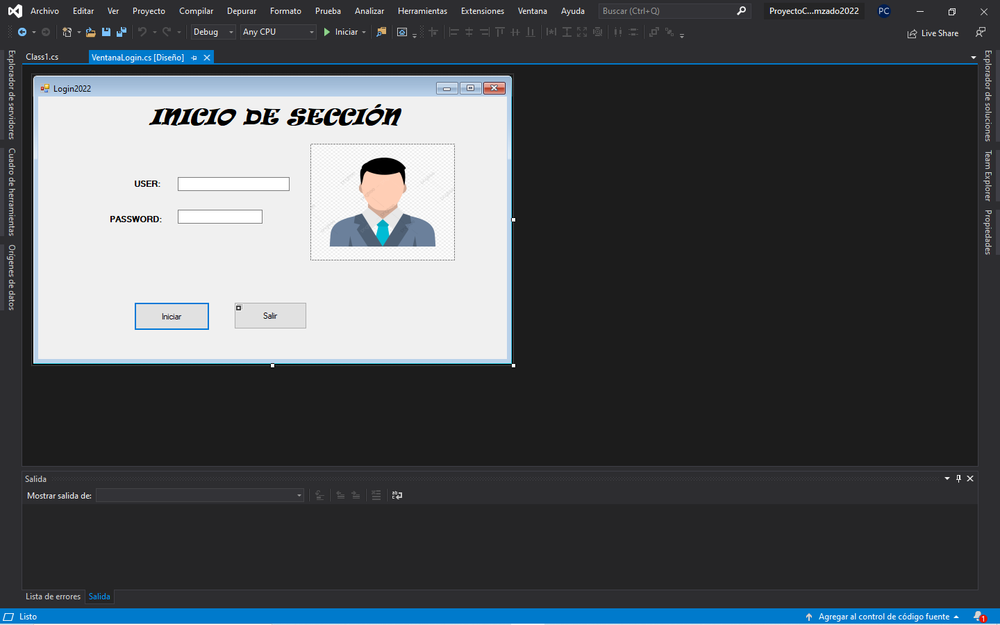 Archivo Editar Ver Proyecto Compilar Depurar Formato Prueba Analizar Herramientas Extensiones Ventana Ayuda Buscar (Ctrl+Q) ProyectoC...mzado2022 PC
Debug Any CPU Iniciar Live Share
Class1.cs VentanaLogin.cs [Diseño]
Explorador de servidores
Cuadro de herramientas
Orígenes de datos
Login2022
INICIO DE SECCIÓN
USER:
PASSWORD:
Iniciar Salir
Explorador de soluciones
Team Explorer
Propiedades
Salida
Mostrar salida de:
Lista de errores Salida
Listo Agregar al control de código fuente 1